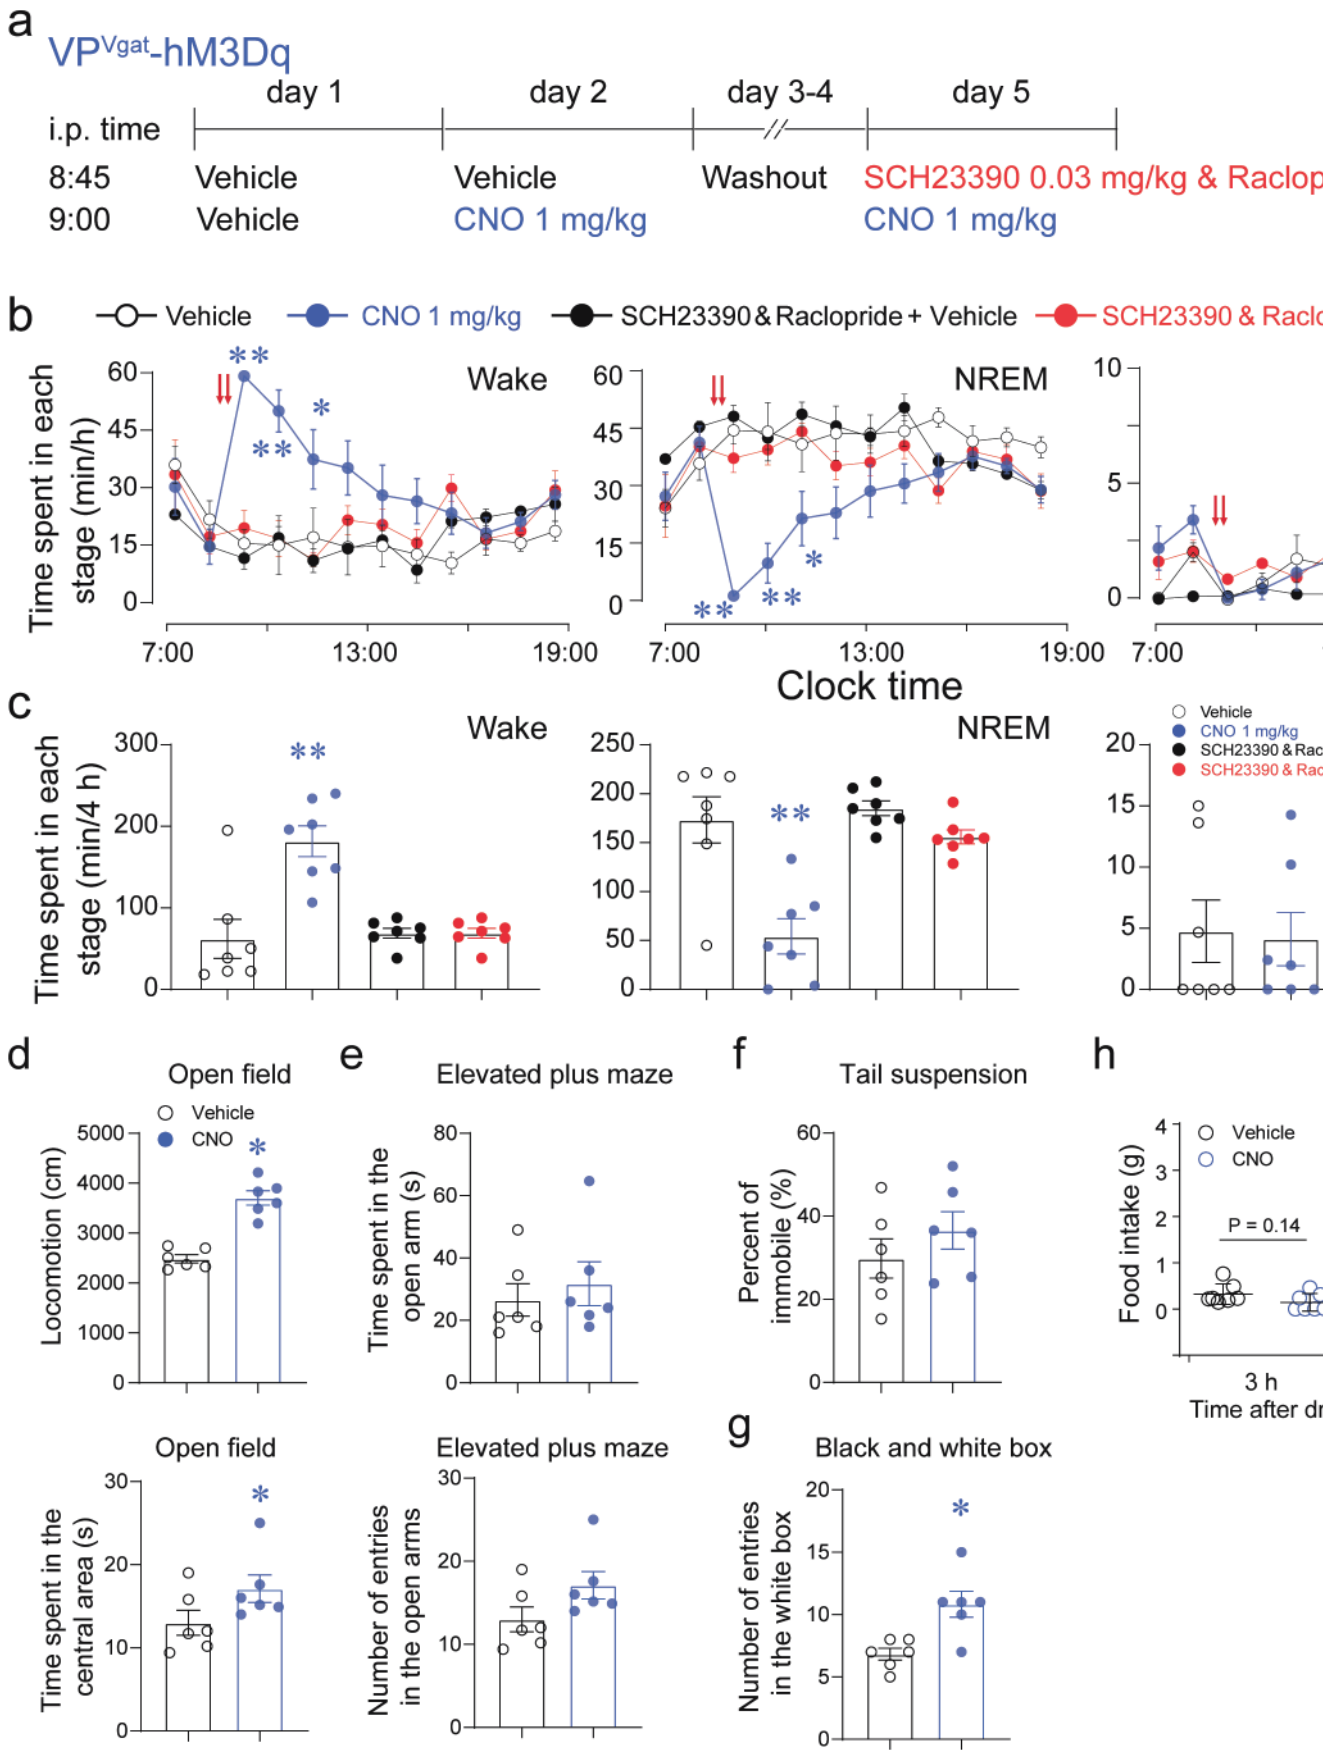 a
VP^Vgat-hM3Dq
day 1 day 2 day 3-4 day 5
i.p. time
8:45 Vehicle Vehicle Washout SCH23390 0.03 mg/kg & Raclop
9:00 Vehicle CNO 1 mg/kg CNO 1 mg/kg
b
Vehicle CNO 1 mg/kg SCH23390 & Raclopride + Vehicle SCH23390 & Raclo
Time spent in each
stage (min/h)
60
45
30
15
0
** 
**
*
Wake
7:00 13:00 19:00
60
45
30
15
0
NREM
**
**
*
7:00 13:00 19:00
10
5
0
7:00
Clock time
c
Time spent in each
stage (min/4 h)
300
200
100
0
**
Wake
250
200
150
100
50
0
**
NREM
20
15
10
5
0
Vehicle
CNO 1 mg/kg
SCH23390 & Rac
SCH23390 & Rac
d
Open field
Vehicle
CNO
Locomotion (cm)
5000
4000
3000
2000
1000
0
*
e
Elevated plus maze
Time spent in the
open arm (s)
80
60
40
20
0
f
Tail suspension
Percent of
immobile (%)
60
40
20
0
h
Vehicle
CNO
Food intake (g)
4
3
2
1
0
P = 0.14
3 h
Time after dr
Open field
Time spent in the
central area (s)
30
20
10
0
*
Elevated plus maze
Number of entries
in the open arms
30
20
10
0
g
Black and white box
Number of entries
in the white box
20
15
10
5
0
*